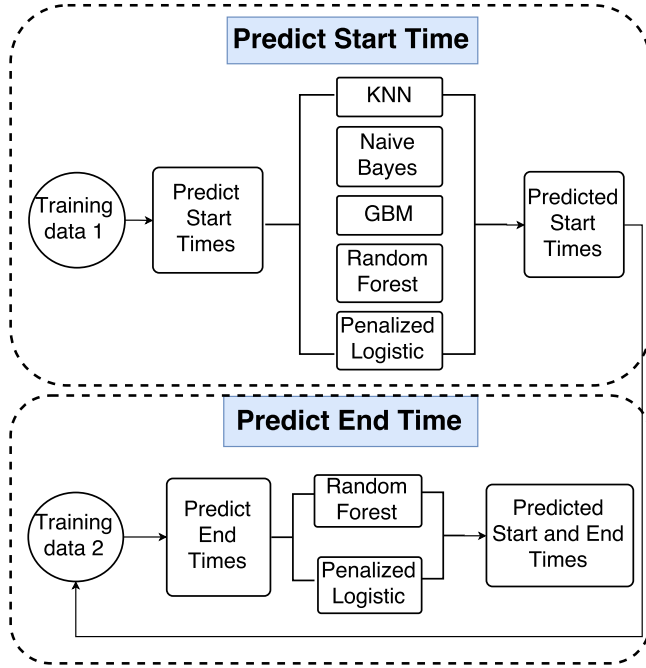 Predict Start Time
Training
data 1
Predict
Start
Times
KNN
Naive
Bayes
GBM
Random
Forest
Penalized
Logistic
Predicted
Start
Times
Predict End Time
Training
data 2
Predict
End
Times
Random
Forest
Penalized
Logistic
Predicted
Start and End
Times